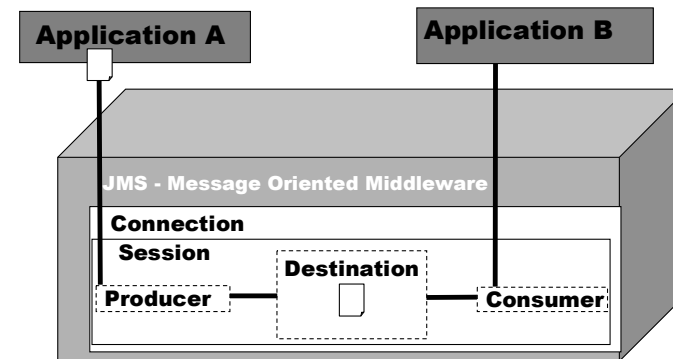 Application A
Application B
JMS - Message Oriented Middleware
Connection
Session
Destination
Producer
Consumer